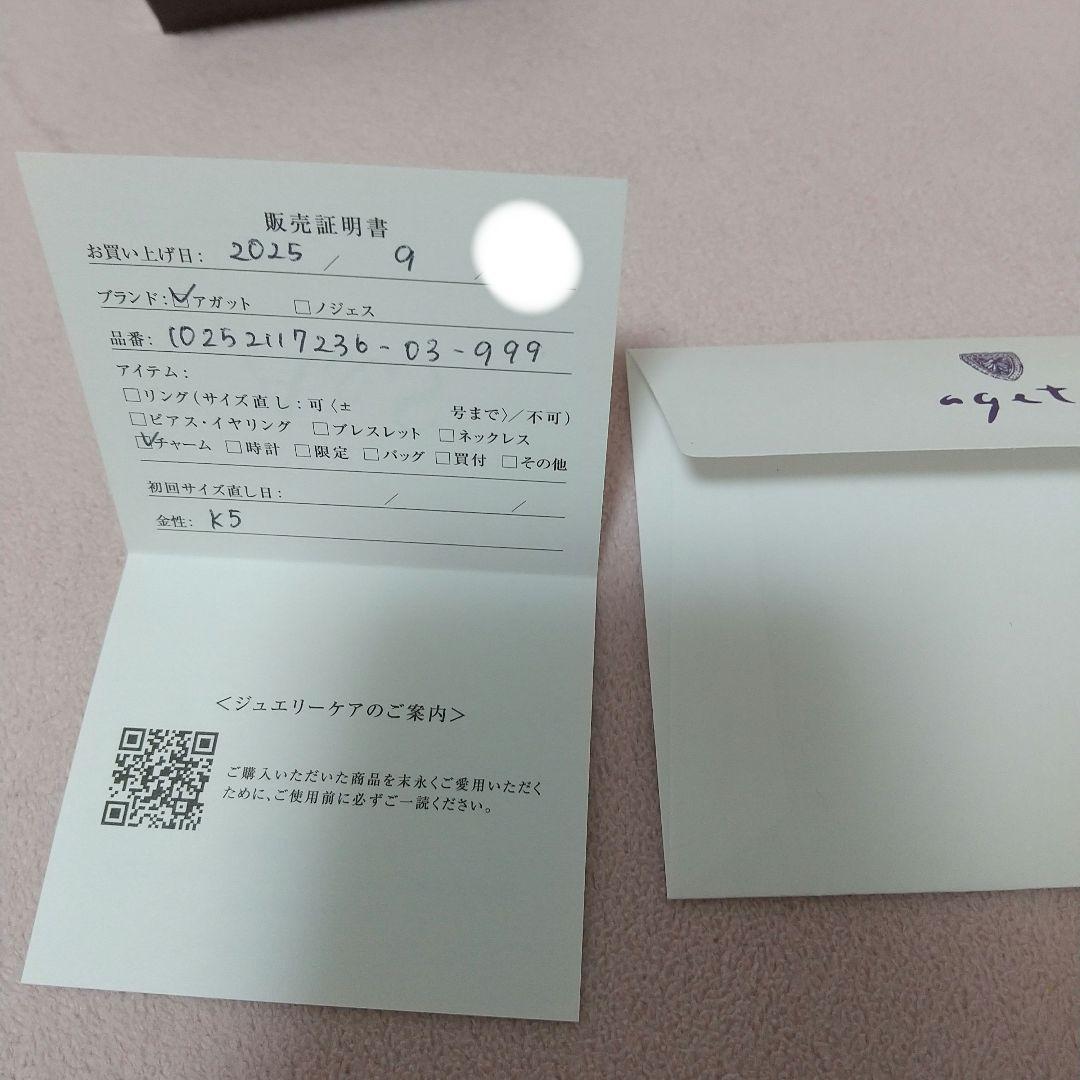 販売証明書
お買い上げ日: 2025 / 9 /
ブランド: ☑アガット □ノジェス
品番: 10252117236-03-999
アイテム:
□リング(サイズ直し:可〈± 号まで〉/不可)
□ピアス・イヤリング □ブレスレット □ネックレス
☑チャーム □時計 □限定 □バッグ □買付 □その他
初回サイズ直し日: / /
金性: K5
<ジュエリーケアのご案内>
ご購入いただいた商品を末永くご愛用いただく
ために、ご使用前に必ずご一読ください。
aget